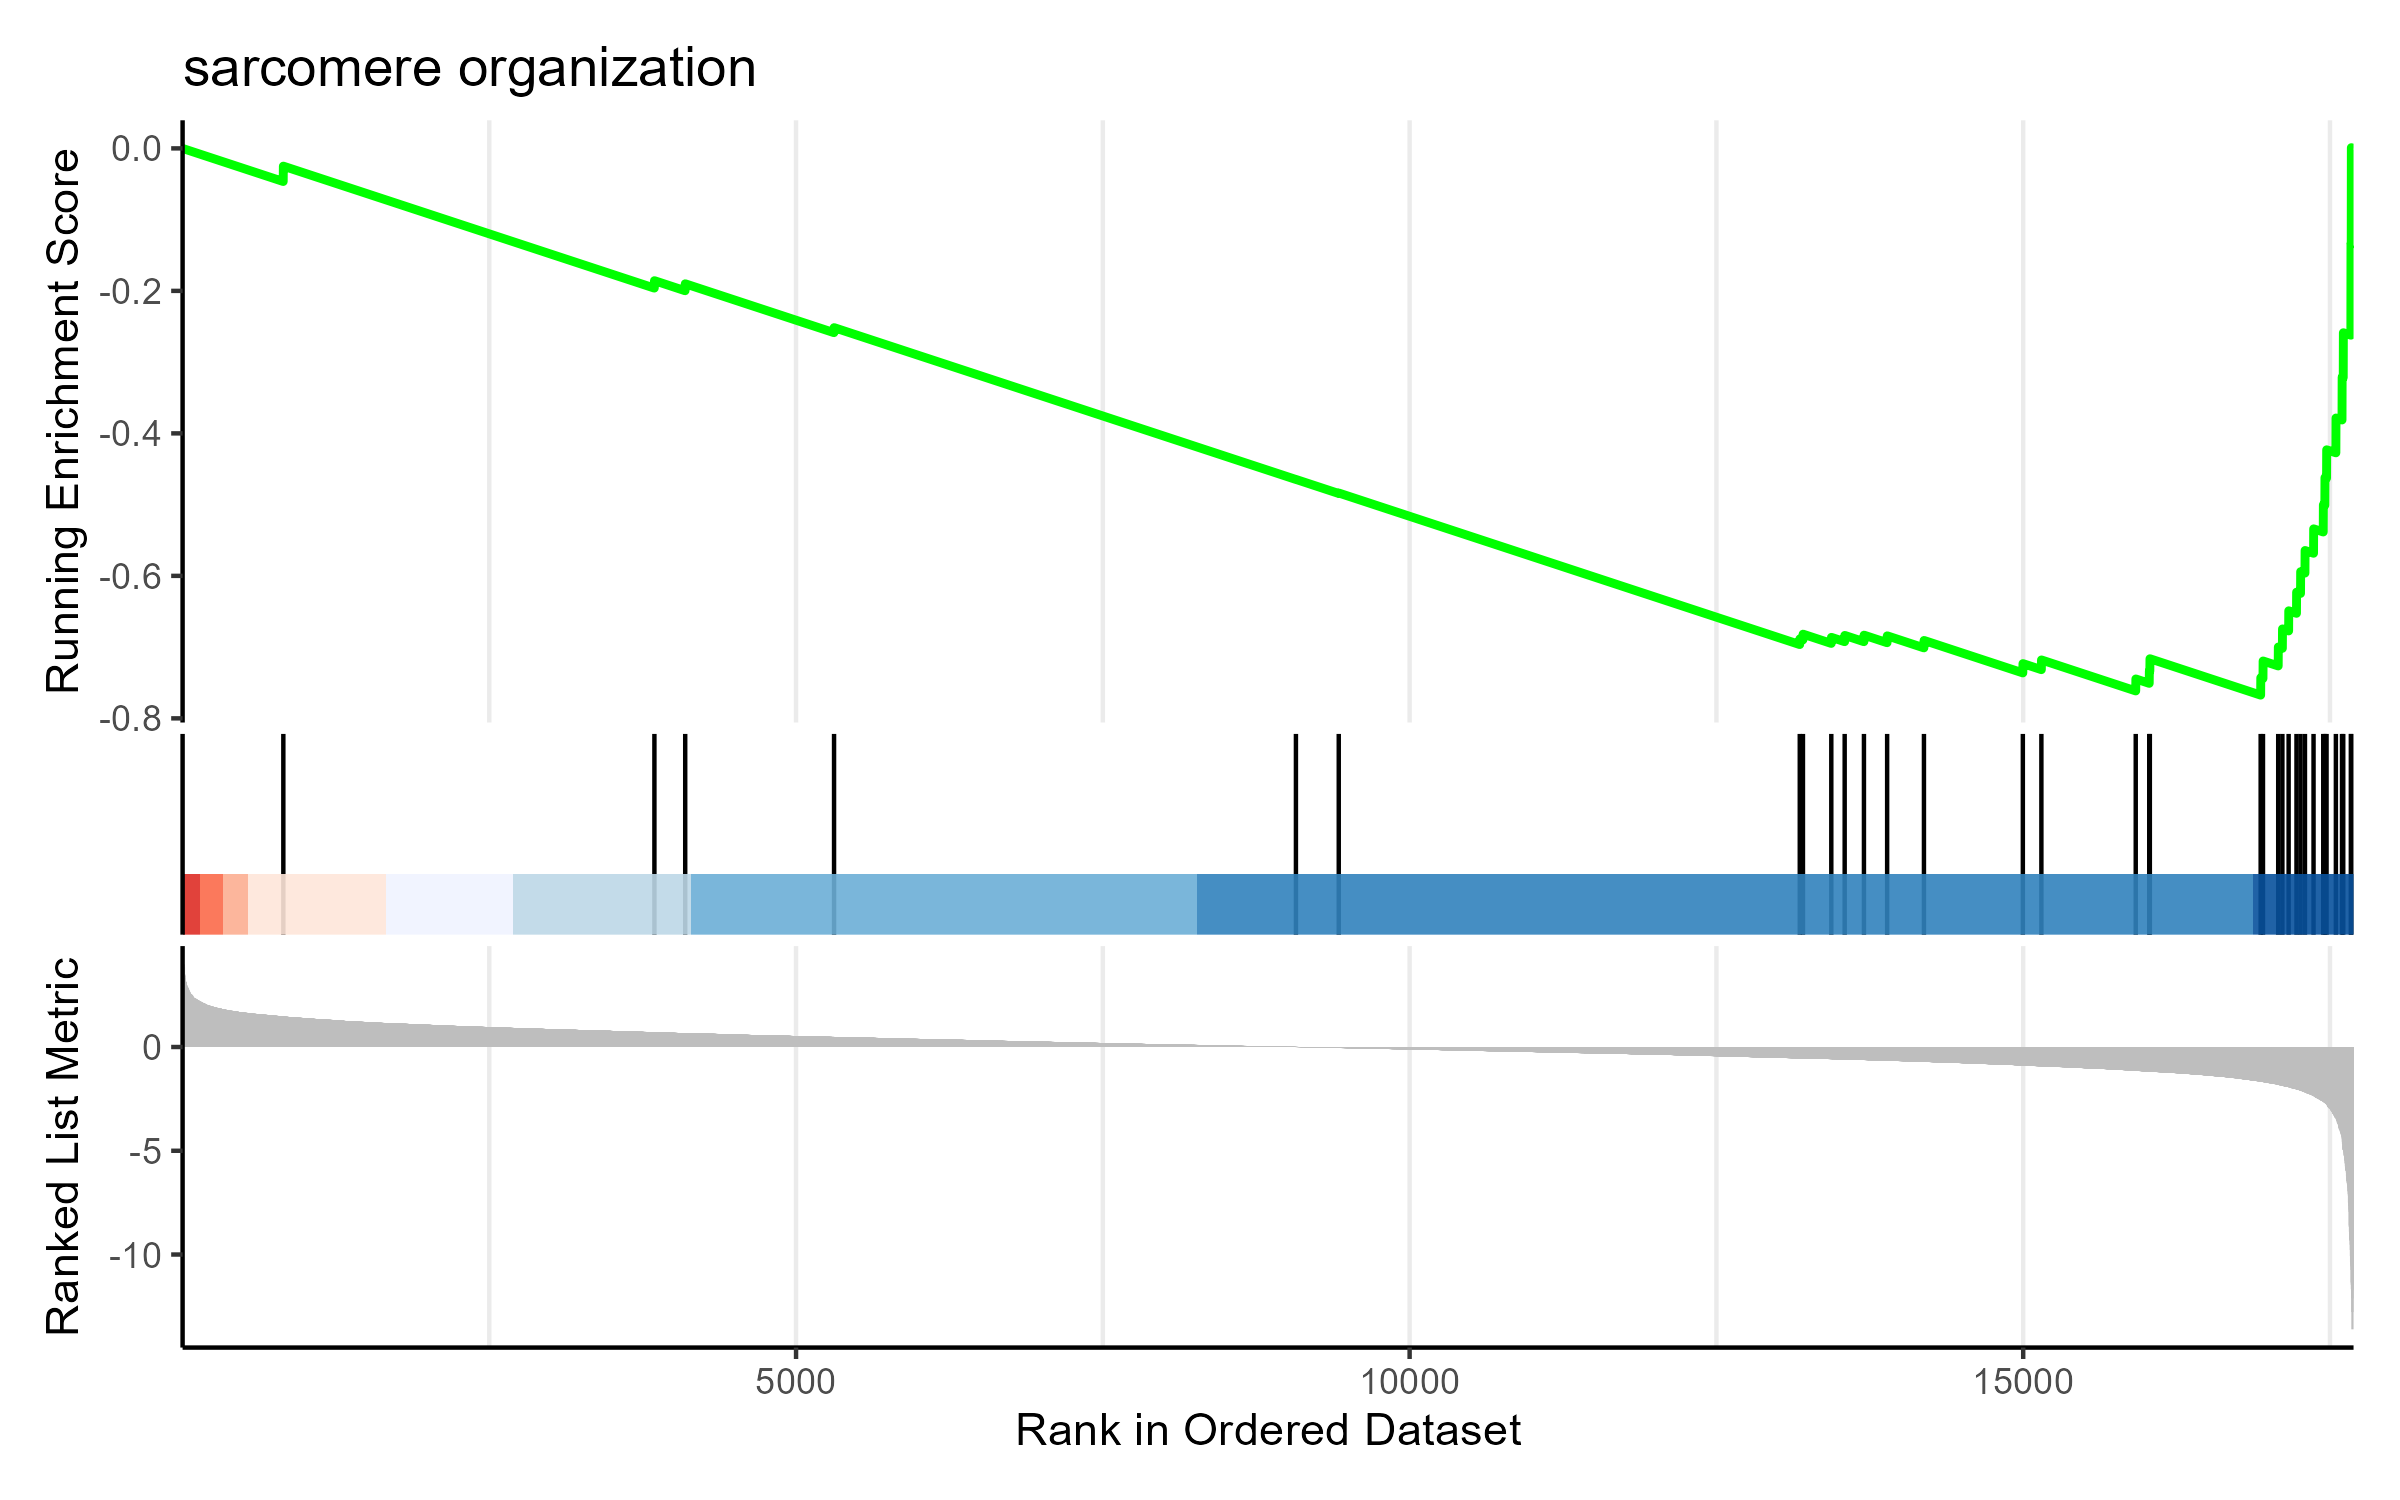 sarcomere organization
Running Enrichment Score
0.0
-0.2
-0.4
-0.6
-0.8
Ranked List Metric
0
-5
-10
5000
10000
15000
Rank in Ordered Dataset